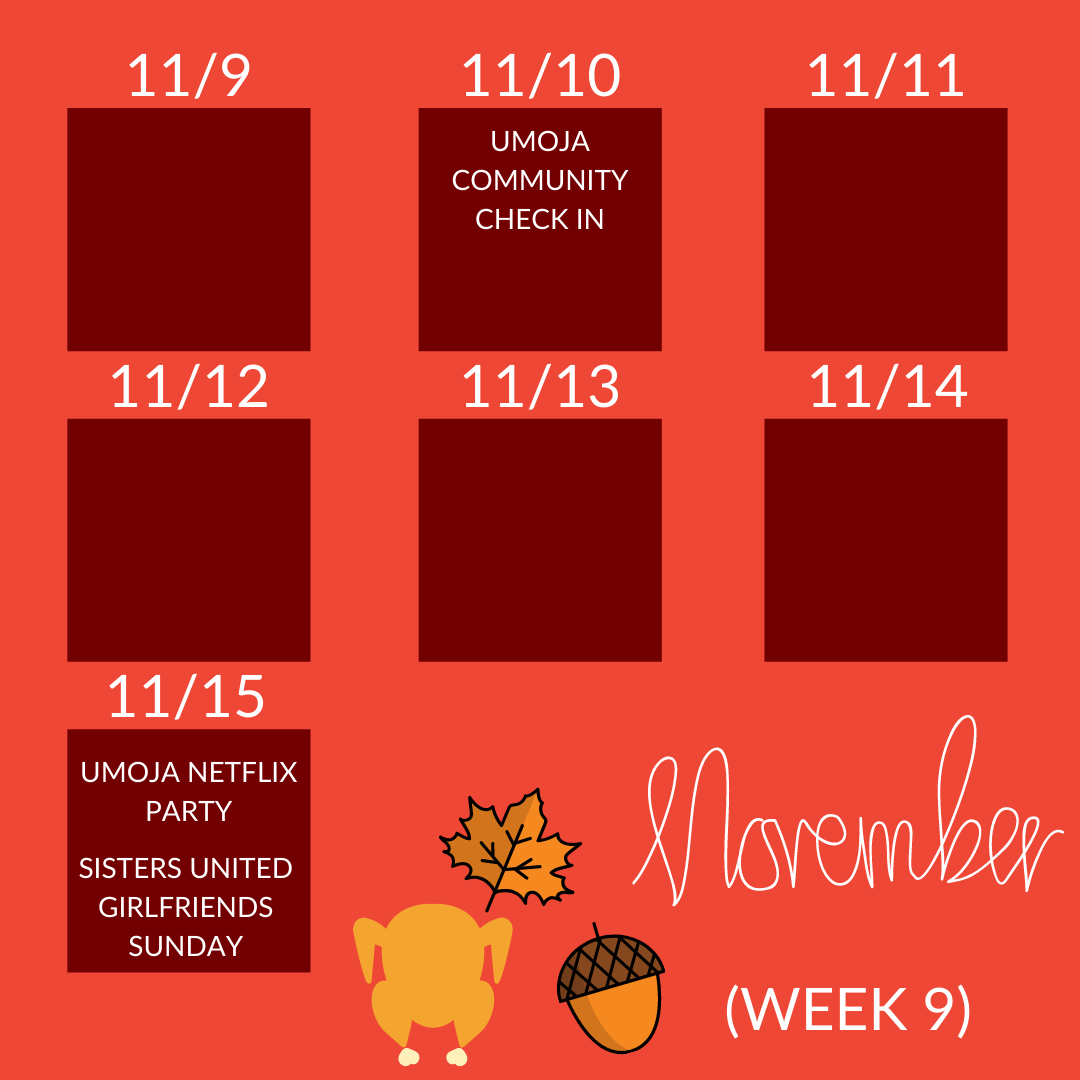 11/9
11/10
11/11
UMOJA
COMMUNITY
CHECK IN
11/12
11/13
11/14
11/15
UMOJA NETFLIX
PARTY
SISTERS UNITED
GIRLFRIENDS
SUNDAY
November
(WEEK 9)